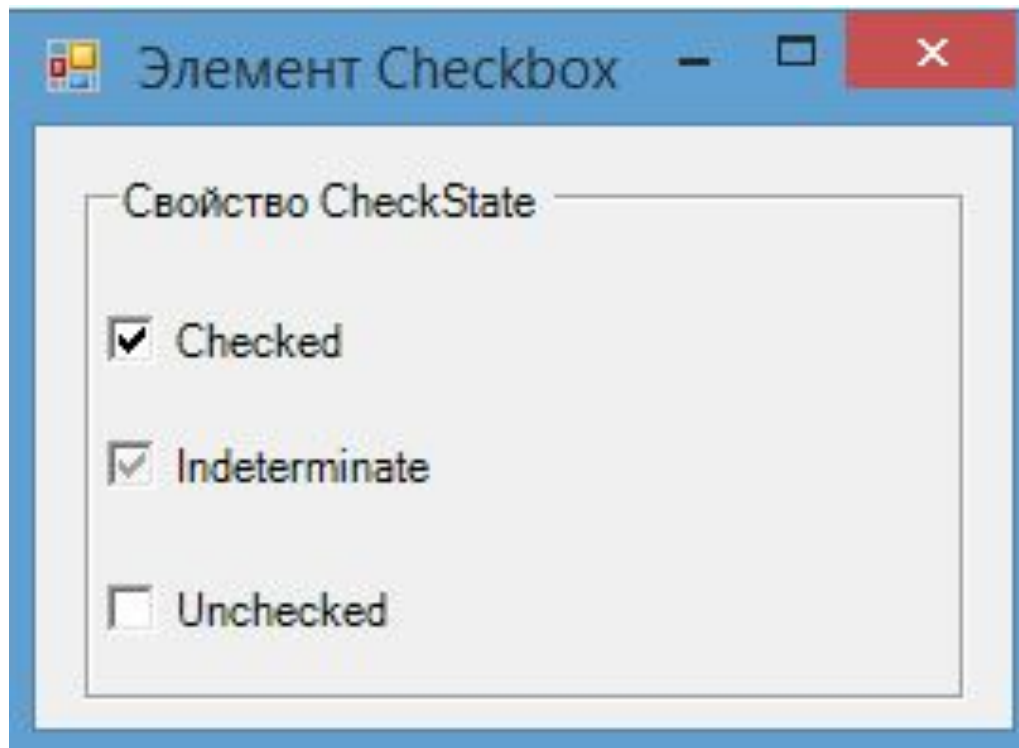 Элемент Checkbox
Свойство CheckState
Checked
Indeterminate
Unchecked